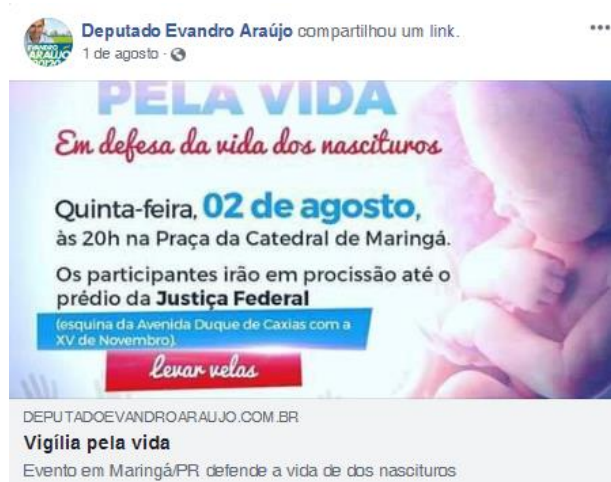 Deputado Evandro Araújo compartilhou um link.
1 de agosto ·
EVANDRO
ARAÚJO
PELA VIDA
Em defesa da vida dos nascituros
Quinta-feira, 02 de agosto,
às 20h na Praça da Catedral de Maringá.
Os participantes irão em procissão até o
prédio da Justiça Federal
(esquina da Avenida Duque de Caxias com a
XV de Novembro).
levar velas
DEPUTADOEVANDROARAUJO.COM.BR
Vigília pela vida
Evento em Maringá/PR defende a vida de dos nascituros